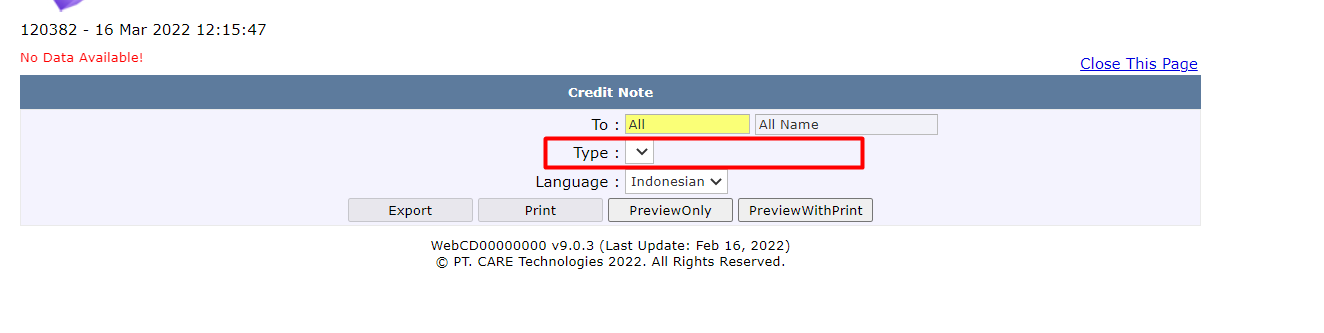 120382 - 16 Mar 2022 12:15:47
No Data Available!
Close This Page
Credit Note
To : All All Name
Type :
Language : Indonesian
Export Print PreviewOnly PreviewWithPrint
WebCD00000000 v9.0.3 (Last Update: Feb 16, 2022)
© PT. CARE Technologies 2022. All Rights Reserved.